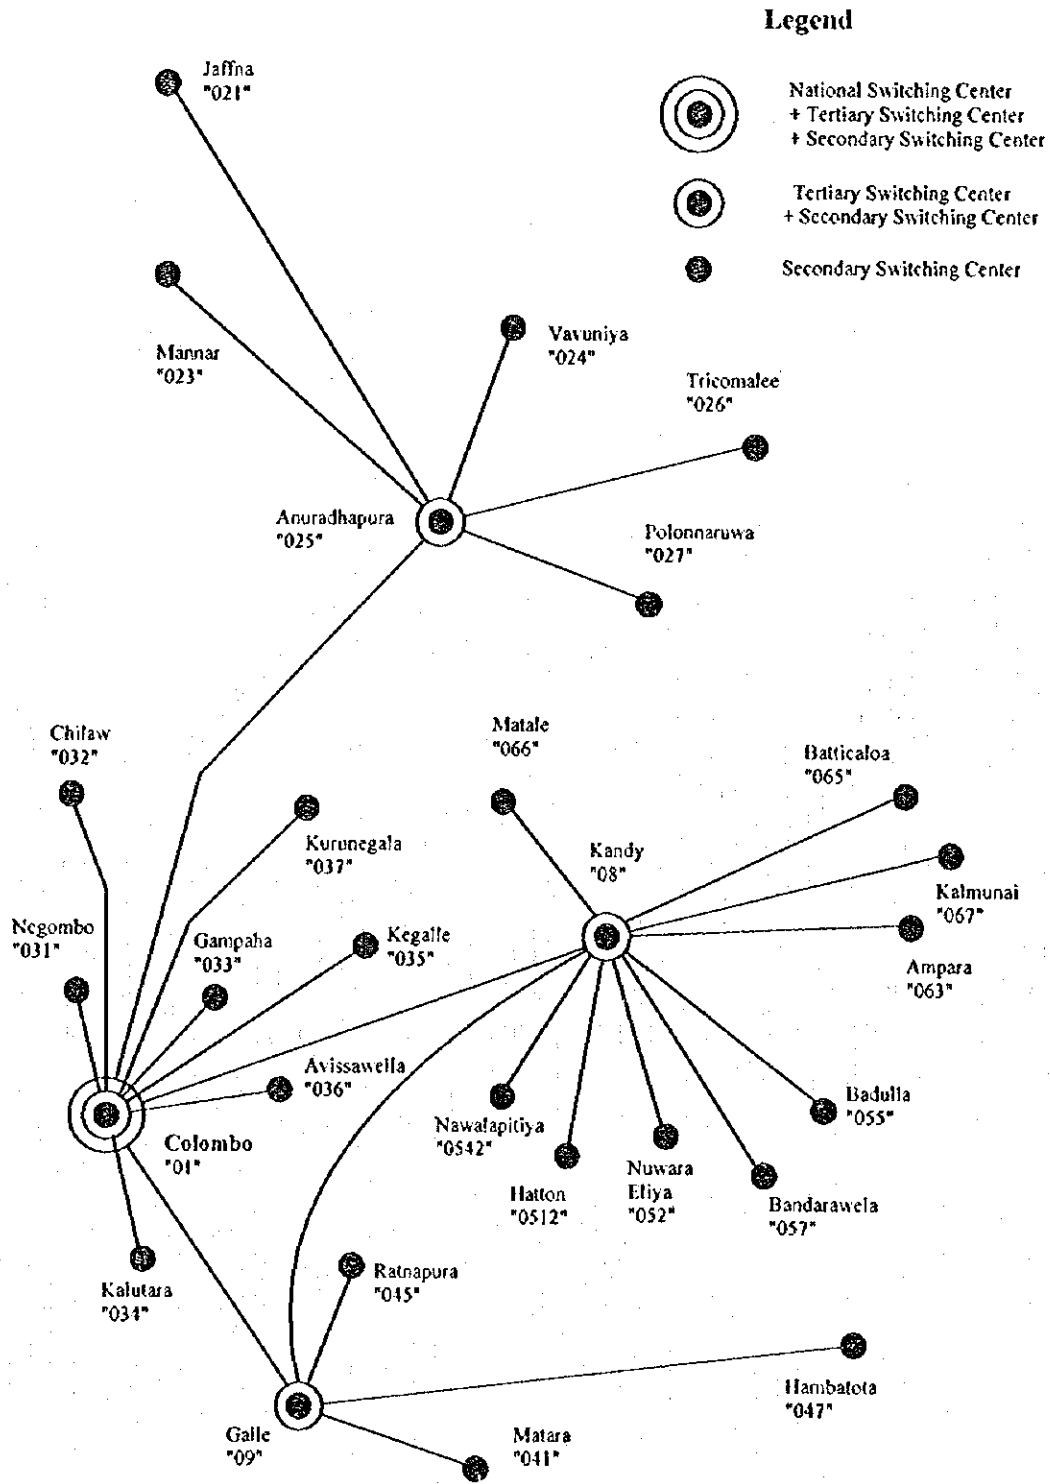 Legend
National Switching Center
+ Tertiary Switching Center
+ Secondary Switching Center
Tertiary Switching Center
+ Secondary Switching Center
Secondary Switching Center
Jaffna
"021"
Mannar
"023"
Vavuniya
"024"
Tricomalee
"026"
Anuradhapura
"025"
Polonnaruwa
"027"
Chilaw
"032"
Matale
"066"
Batticaloa
"065"
Kurunegala
"037"
Kandy
"08"
Kalmunai
"067"
Negombo
"031"
Gampaha
"033"
Kegalle
"035"
Ampara
"063"
Avissawella
"036"
Colombo
"01"
Nawalapitiya
"0542"
Badulla
"055"
Hatton
"0512"
Nuwara
Eliya
"052"
Bandarawela
"057"
Kalutara
"034"
Ratnapura
"045"
Hambatota
"047"
Galle
"09"
Matara
"041"